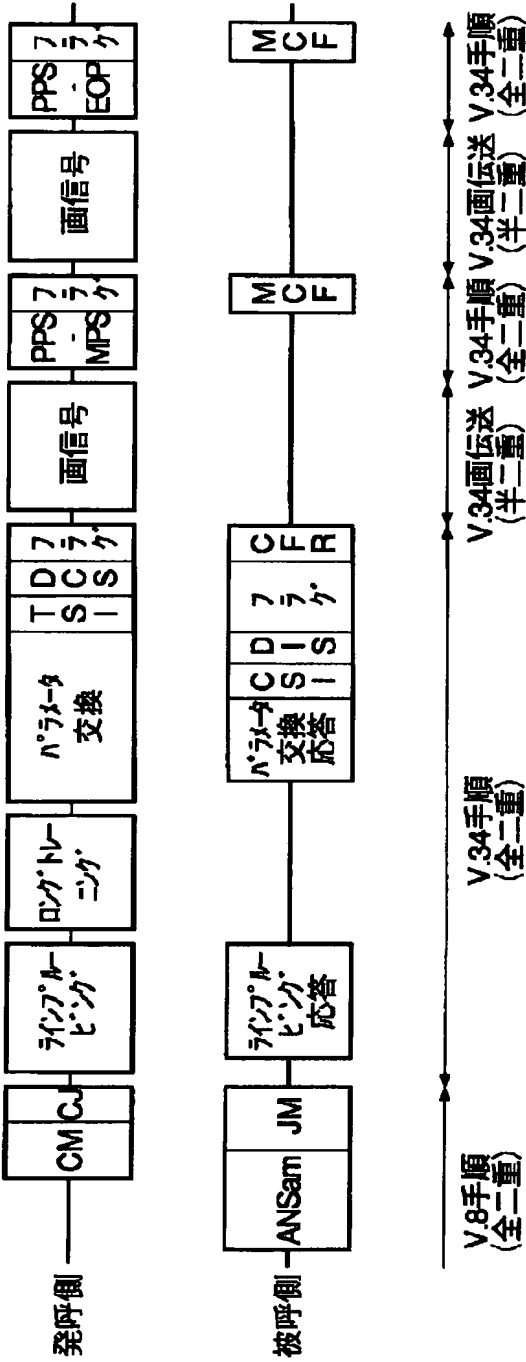 発呼側
CM
CJ
ラインプルー
ビング
ロングトレー
ニング
パラメータ
交換
TSI
DCS
フラグ
画信号
PPS
-
MPS
フラグ
画信号
PPS
-
EOP
フラグ
被呼側
ANSam
JM
ラインプルー
ビング
応答
パラメータ
交換
応答
CSI
DIS
フラグ
CFR
MCF
MCF
V.8手順
(全二重)
V.34手順
(全二重)
V.34画伝送
(半二重)
V.34手順
(全二重)
V.34画伝送
(半二重)
V.34手順
(全二重)